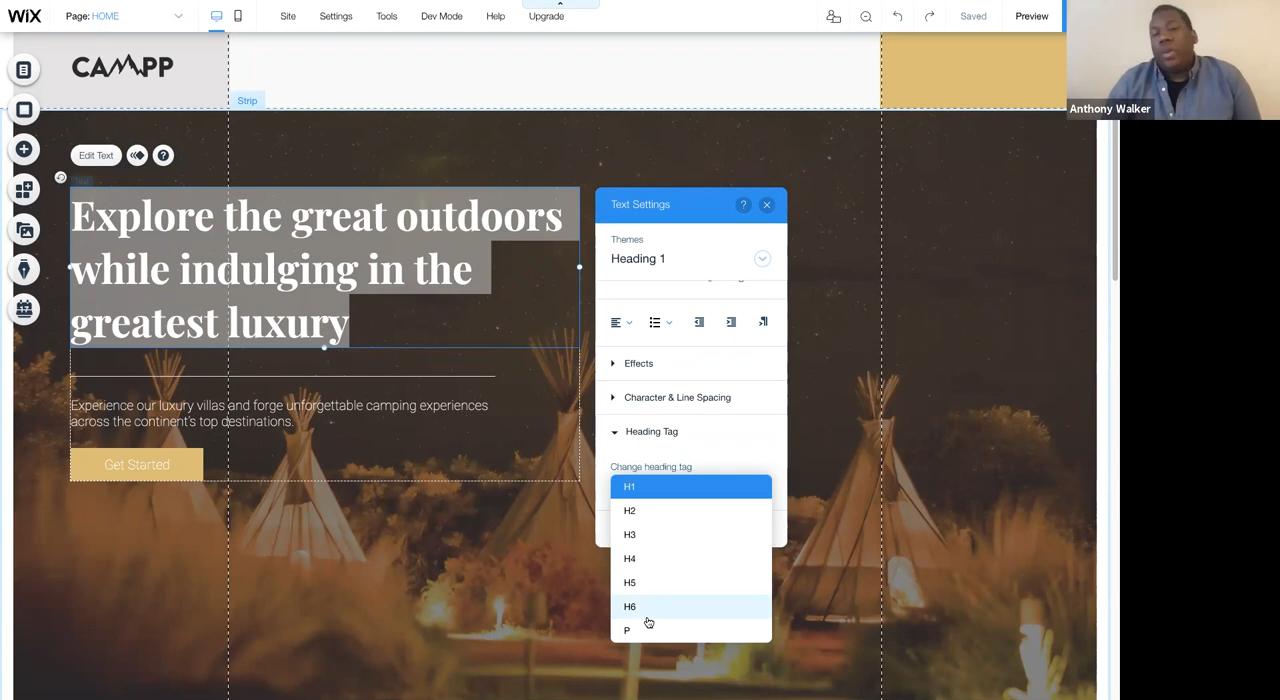 WiX
Page: HOME
Site
Settings
Tools
Dev Mode
Help
Upgrade
Saved
Preview
CAMPP
Strip
Anthony Walker
Edit Text
Explore the great outdoors
while indulging in the
greatest luxury
Experience our luxury villas and forge unforgettable camping experiences
across the continent's top destinations.
Get Started
Text Settings
?
Themes
Heading 1
Effects
Character & Line Spacing
Heading Tag
Change heading tag
H1
H2
H3
H4
H5
H6
P